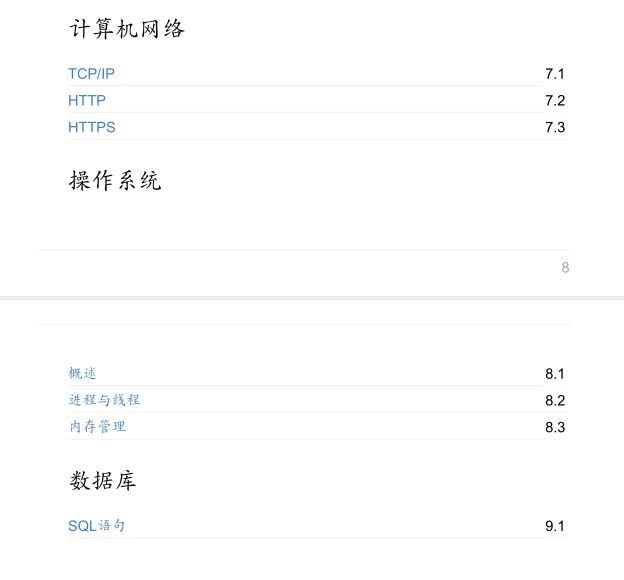 计算机网络
TCP/IP 7.1
HTTP 7.2
HTTPS 7.3
操作系统
8
概述 8.1
进程与线程 8.2
内存管理 8.3
数据库
SQL语句 9.1